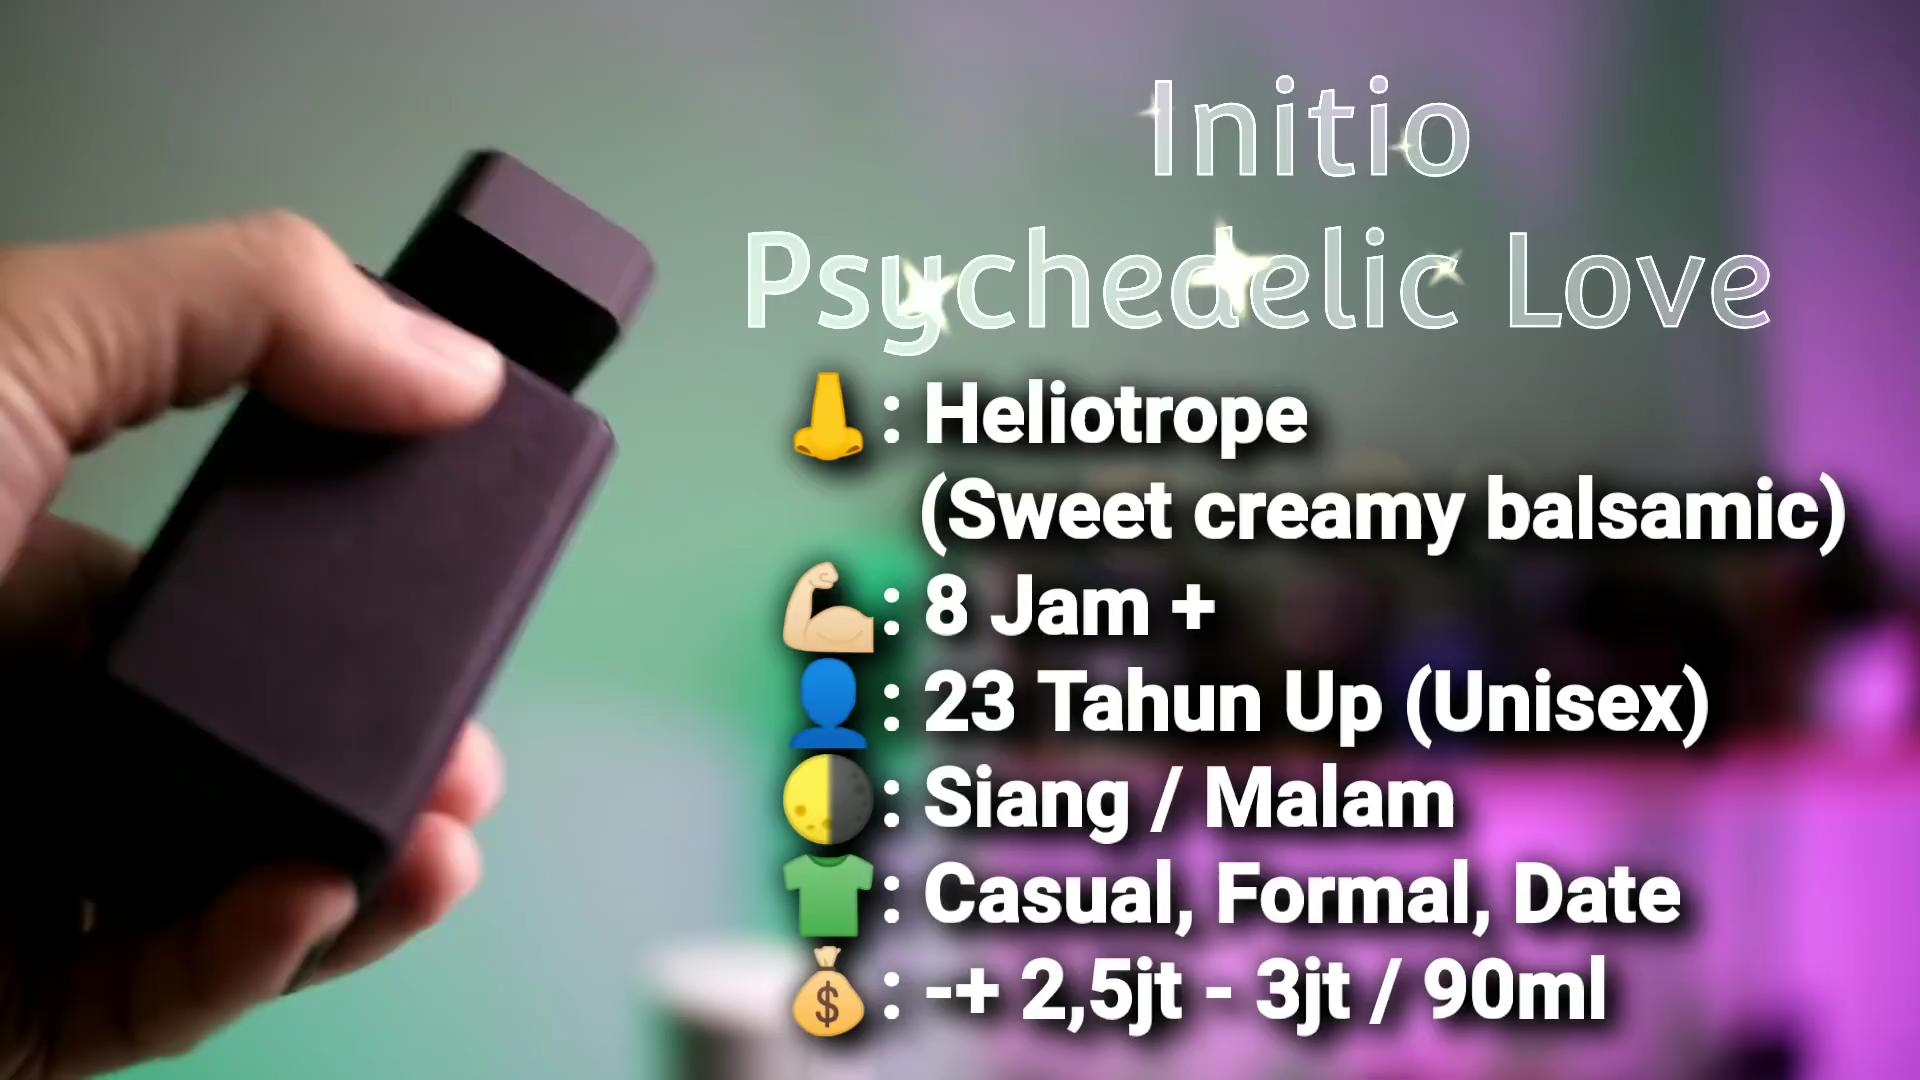 Initio
Psychedelic Love
👃: Heliotrope
(Sweet creamy balsamic)
💪🏻: 8 Jam +
👤: 23 Tahun Up (Unisex)
🌗: Siang / Malam
👕: Casual, Formal, Date
💰: -+ 2,5jt - 3jt / 90ml